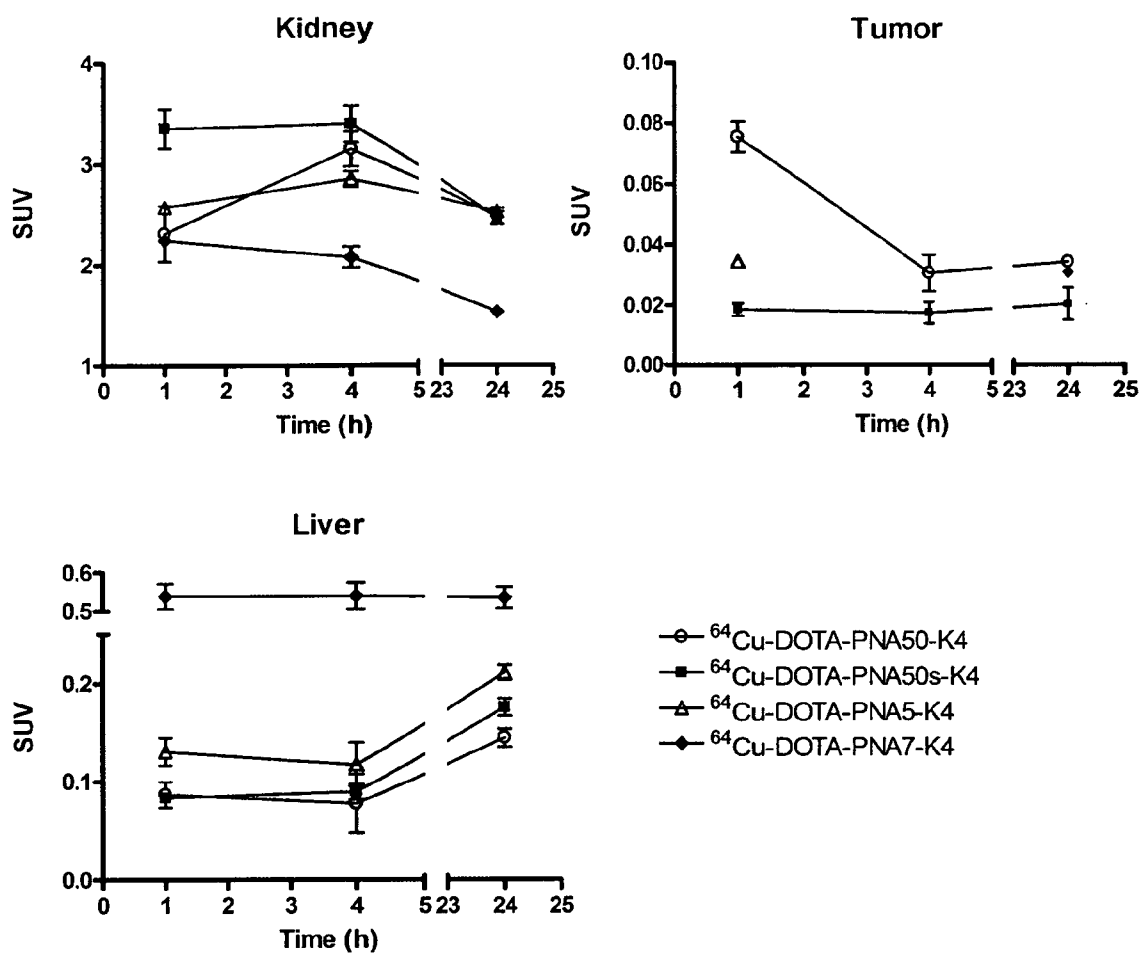 Kidney
4
3
2
1
SUV
0 1 2 3 4 5 23 24 25
Time (h)
Tumor
0.10
0.08
0.06
0.04
0.02
0.00
SUV
0 1 2 3 4 5 23 24 25
Time (h)
Liver
0.6
0.5
0.2
0.1
0.0
SUV
0 1 2 3 4 5 23 24 25
Time (h)
64Cu-DOTA-PNA50-K4
64Cu-DOTA-PNA50s-K4
64Cu-DOTA-PNA5-K4
64Cu-DOTA-PNA7-K4